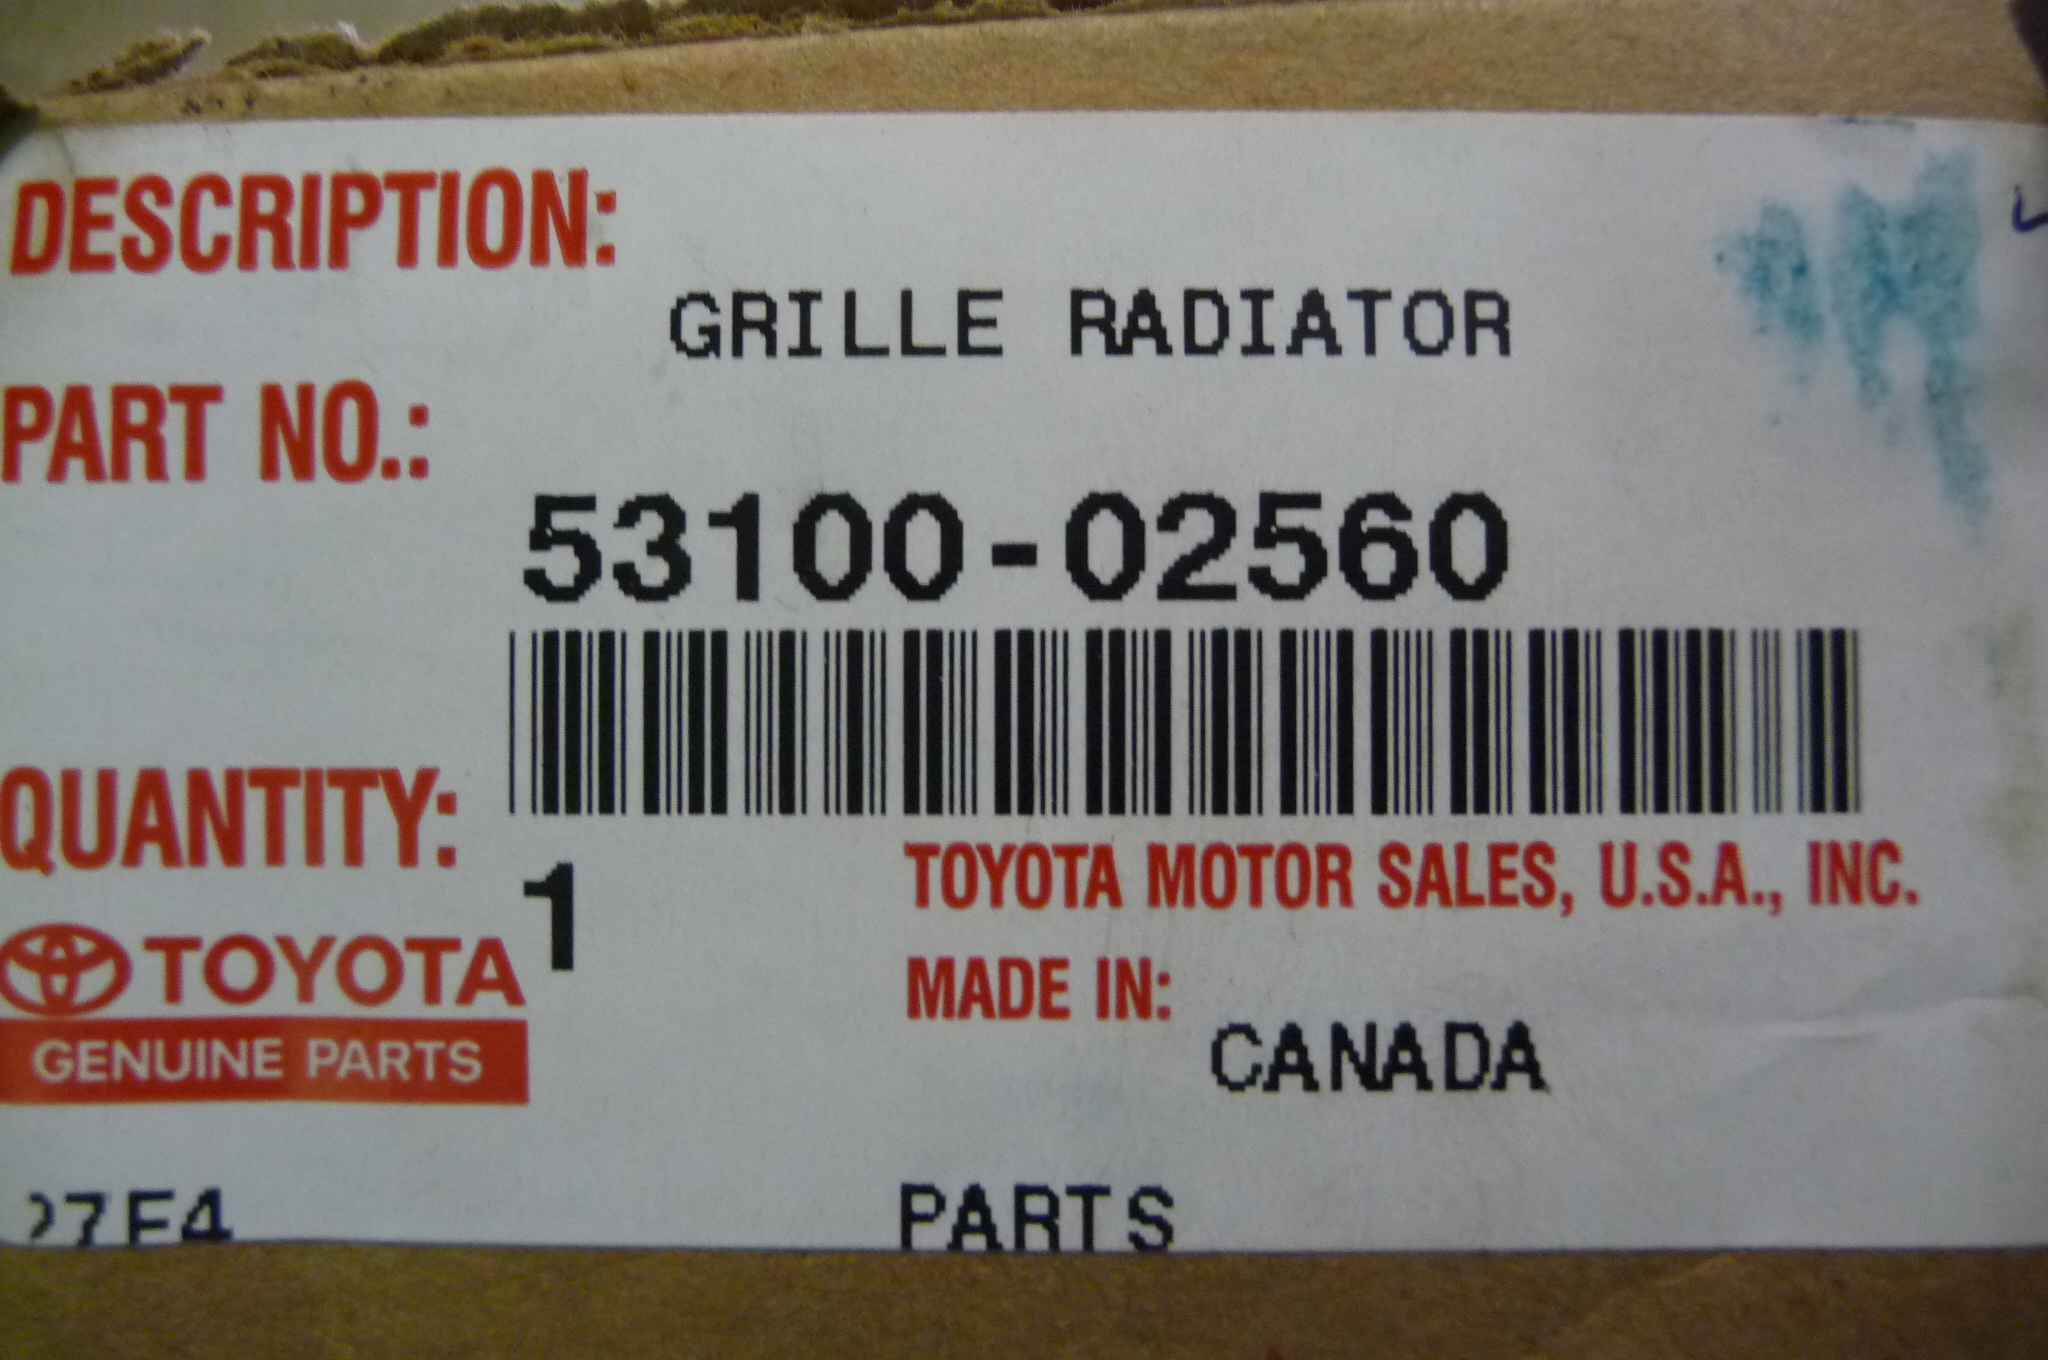 DESCRIPTION:
GRILLE RADIATOR
PART NO.:
53100-02560
QUANTITY:
1
TOYOTA MOTOR SALES, U.S.A., INC.
TOYOTA
GENUINE PARTS
MADE IN:
CANADA
PARTS